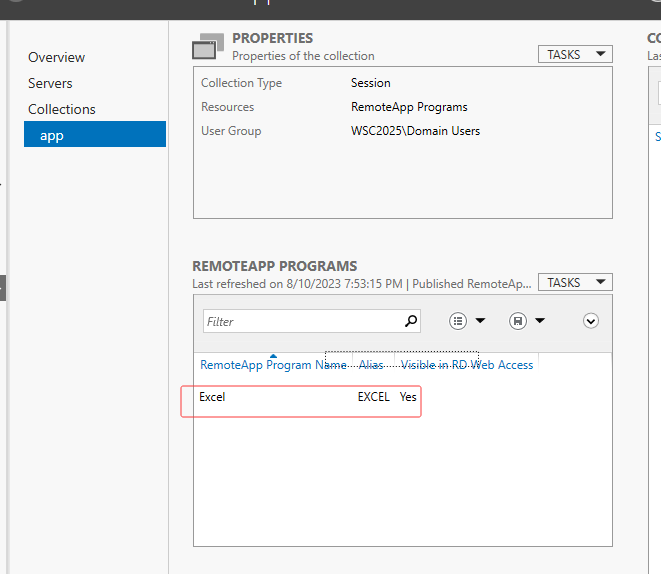 PROPERTIES
Properties of the collection
TASKS
Overview
Servers
Collections
app
Collection Type Session
Resources RemoteApp Programs
User Group WSC2025\Domain Users
REMOTEAPP PROGRAMS
Last refreshed on 8/10/2023 7:53:15 PM | Published RemoteAp...
TASKS
Filter
RemoteApp Program Name Alias Visible in RD Web Access
Excel EXCEL Yes